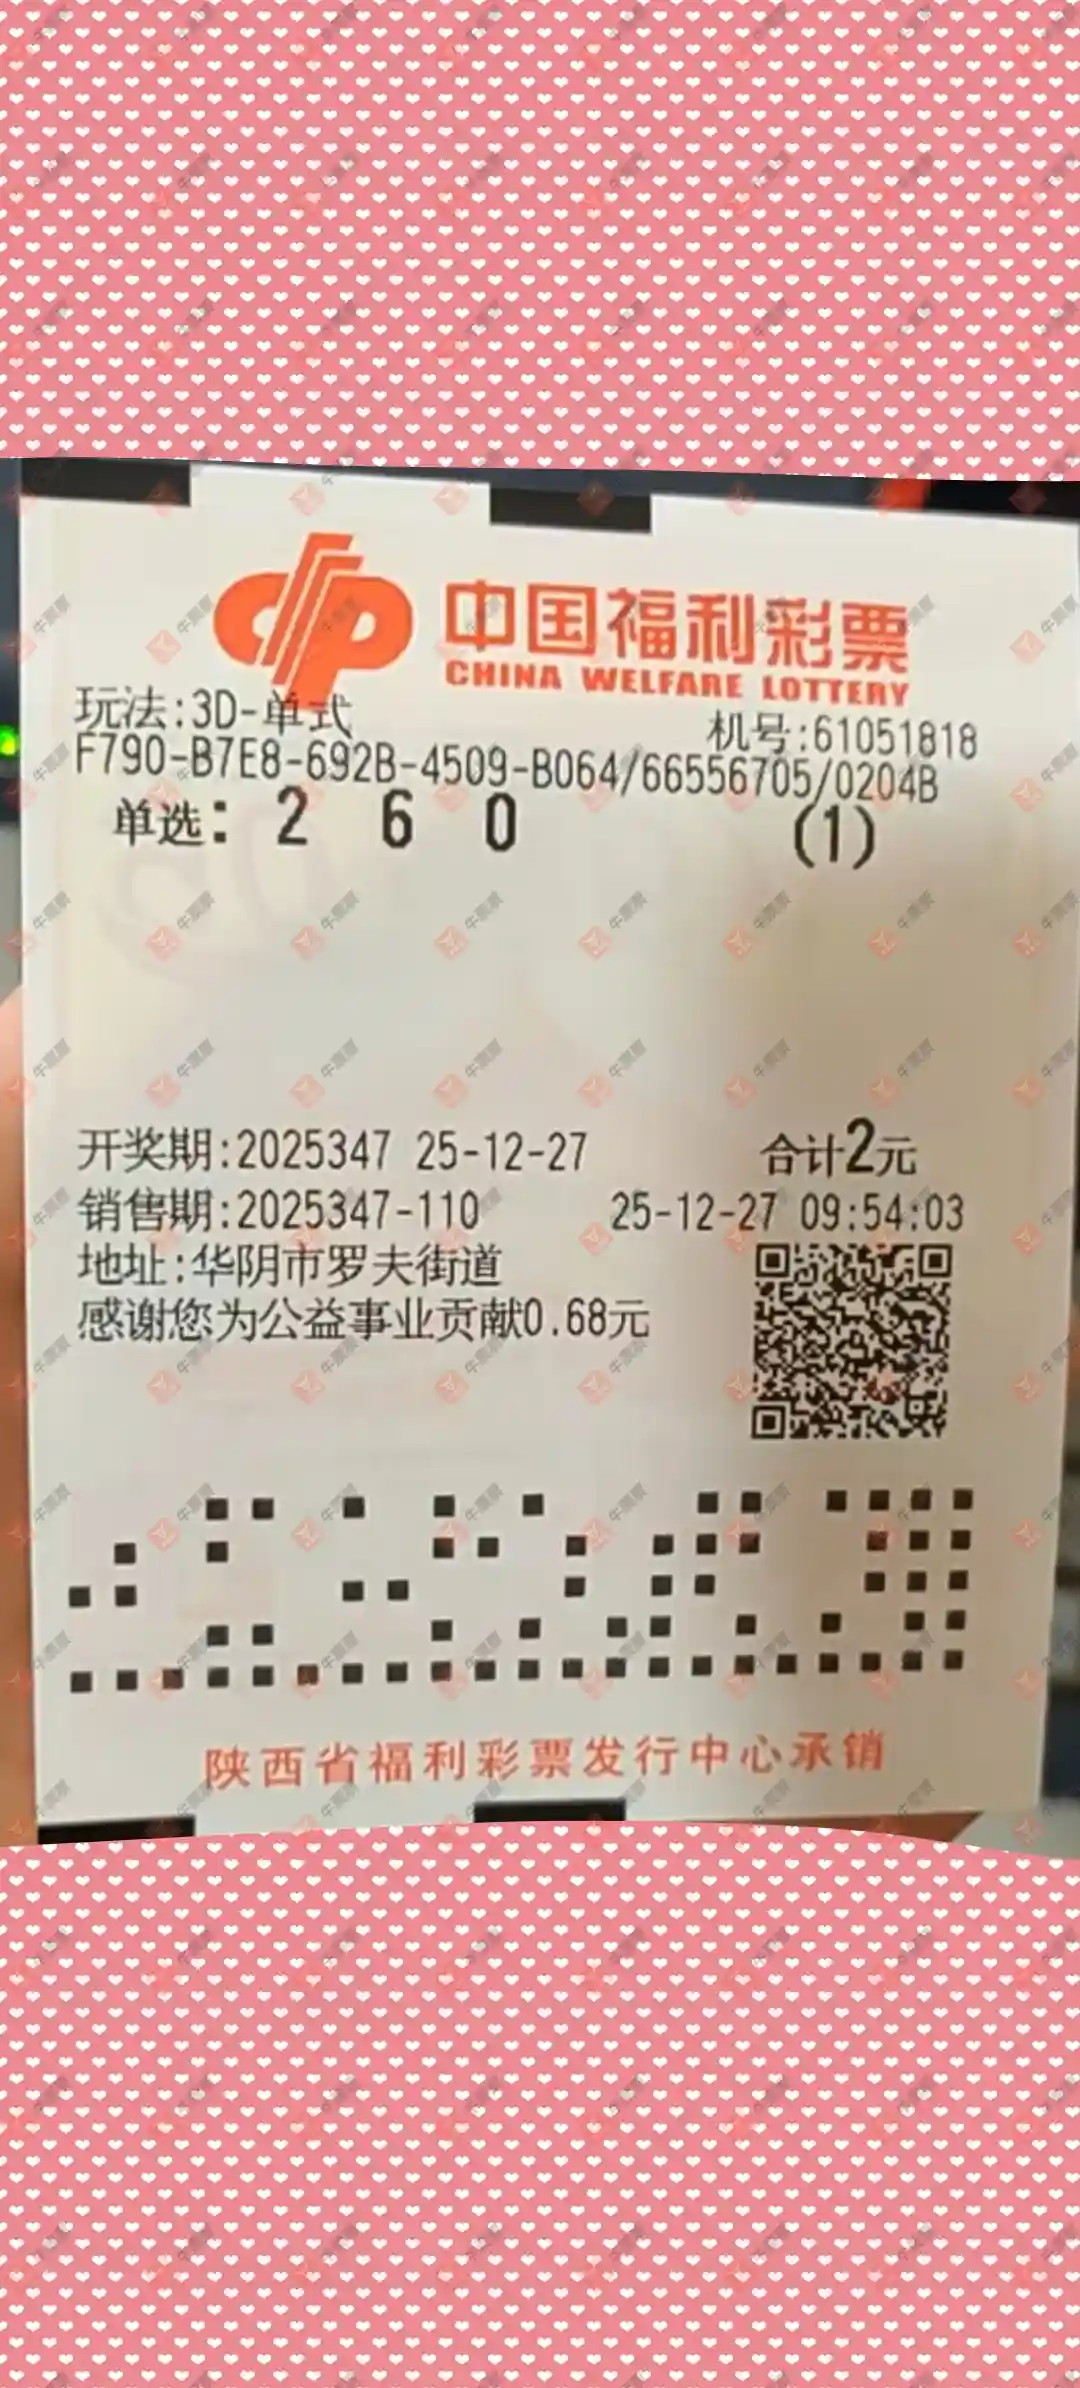 中国福利彩票
CHINA WELFARE LOTTERY
玩法:3D-单式
机号:61051818
F790-B7E8-692B-4509-B064/66556705/0204B
单选: 2 6 0 (1)
开奖期:2025347 25-12-27 合计2元
销售期:2025347-110 25-12-27 09:54:03
地址:华阴市罗夫街道
感谢您为公益事业贡献0.68元
陕西省福利彩票发行中心承销